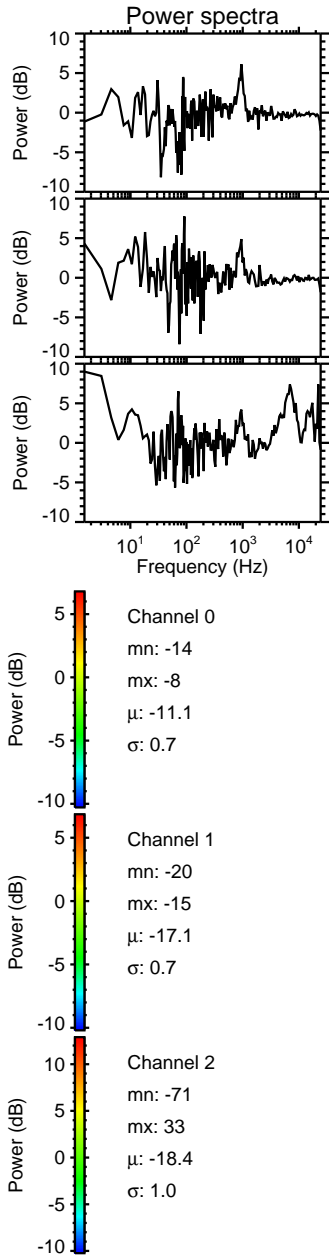 Power spectra
10
5
0
-5
-10
Power (dB)
10
5
0
-5
-10
Power (dB)
10
5
0
-5
-10
Power (dB)
10¹ 10² 10³ 10⁴
Frequency (Hz)
5
0
-5
-10
Power (dB)
Channel 0
mn: -14
mx: -8
μ: -11.1
σ: 0.7
5
0
-5
-10
Power (dB)
Channel 1
mn: -20
mx: -15
μ: -17.1
σ: 0.7
10
5
0
-5
-10
Power (dB)
Channel 2
mn: -71
mx: 33
μ: -18.4
σ: 1.0